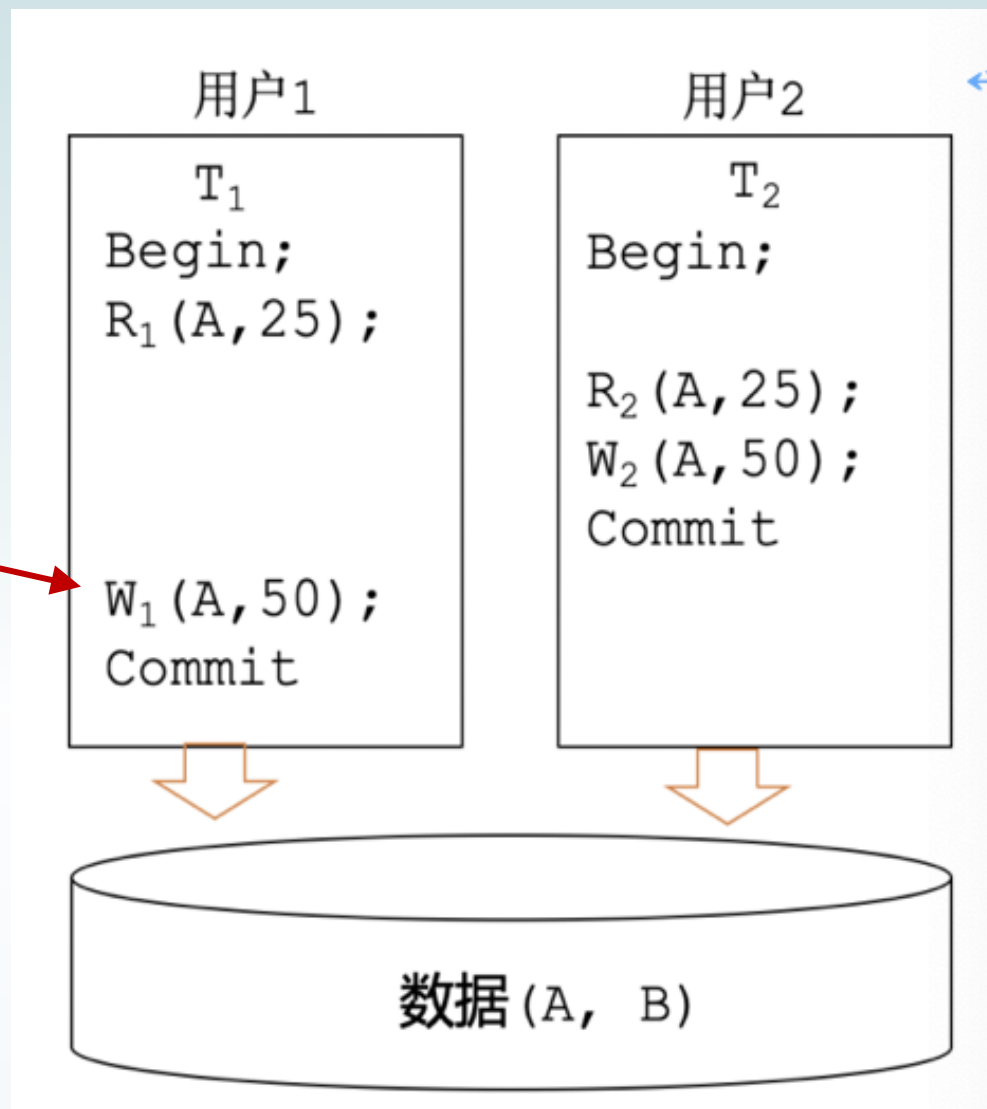 用户1
T₁
Begin;
R₁(A,25);
W₁(A,50);
Commit
用户2
T₂
Begin;
R₂(A,25);
W₂(A,50);
Commit
数据(A, B)